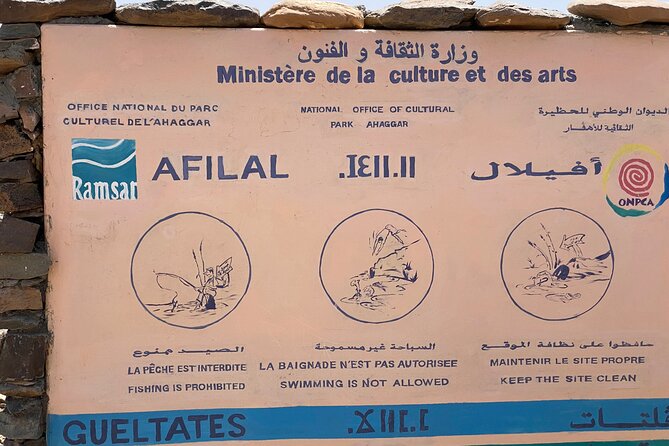 وزارة الثقافة و الفنون
Ministère de la culture et des arts
OFFICE NATIONAL DU PARC
CULTUREL DE L'AHAGGAR
NATIONAL OFFICE OF CULTURAL
PARK AHAGGAR
الديوان الوطني للحظيرة
الثقافية للأهقار
Ramsar
AFILAL
أفيلال
ONPCA
الصيد ممنوع
LA PÊCHE EST INTERDITE
FISHING IS PROHIBITED
السباحة غير مسموحة
LA BAIGNADE N'EST PAS AUTORISEE
SWIMMING IS NOT ALLOWED
حافظوا على نظافة الموقع
MAINTENIR LE SITE PROPRE
KEEP THE SITE CLEAN
GUELTATES